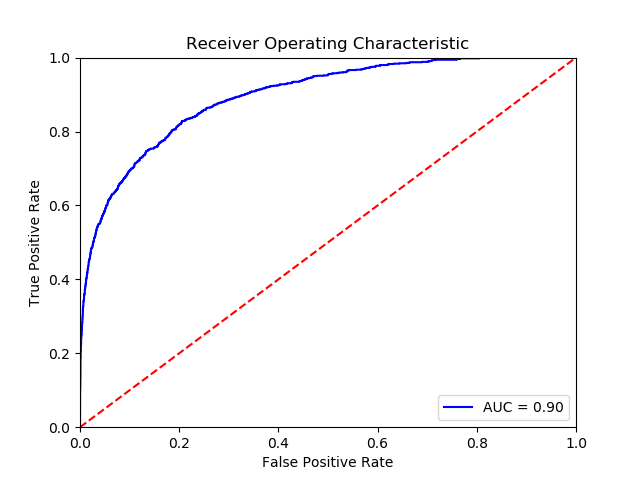 Receiver Operating Characteristic
True Positive Rate
1.0
0.8
0.6
0.4
0.2
0.0
AUC = 0.90
0.0 0.2 0.4 0.6 0.8 1.0
False Positive Rate